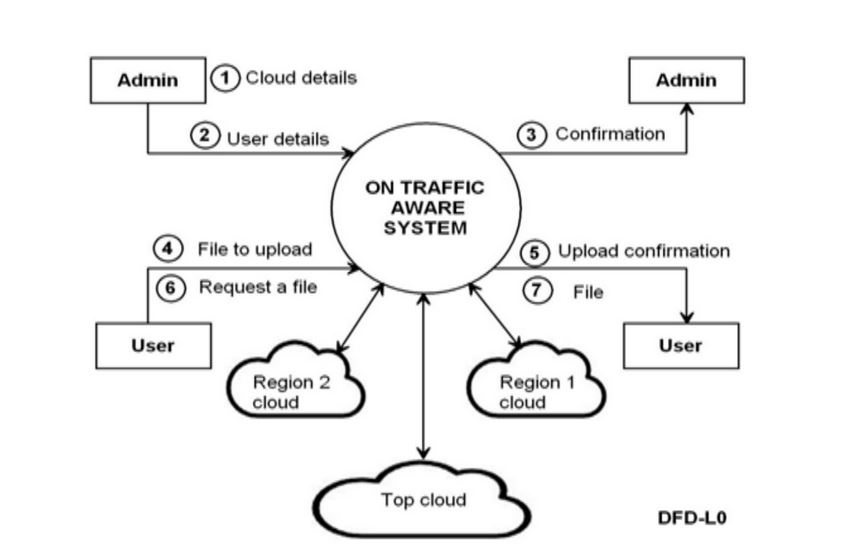 Admin
1 Cloud details
Admin
2 User details
3 Confirmation
ON TRAFFIC
AWARE
SYSTEM
4 File to upload
5 Upload confirmation
6 Request a file
7 File
User
User
Region 2
cloud
Region 1
cloud
Top cloud
DFD-L0